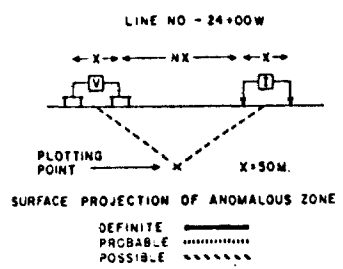 LINE NO - 24+00W
X NX X
V I
PLOTTING
POINT X X=50M.
SURFACE PROJECTION OF ANOMALOUS ZONE
DEFINITE
PROBABLE
POSSIBLE